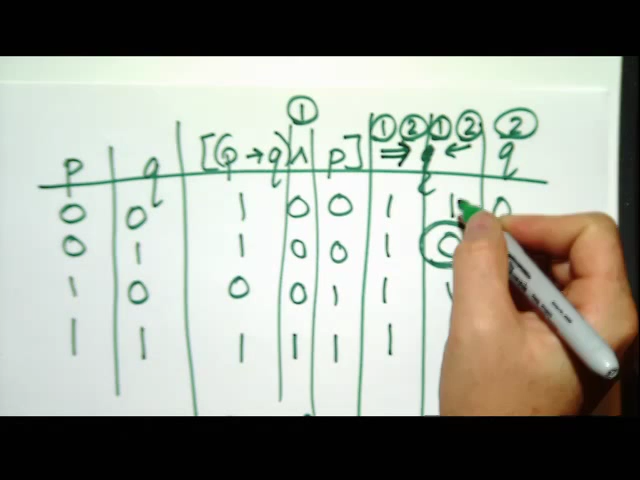 ① ① ② ① ② ②
p q [(p → q) ∧ p] ⇒ q ← q
0 0 1 0 0 1 1 0
0 1 1 0 0 1 0
1 0 0 0 1 1
1 1 1 1 1 1